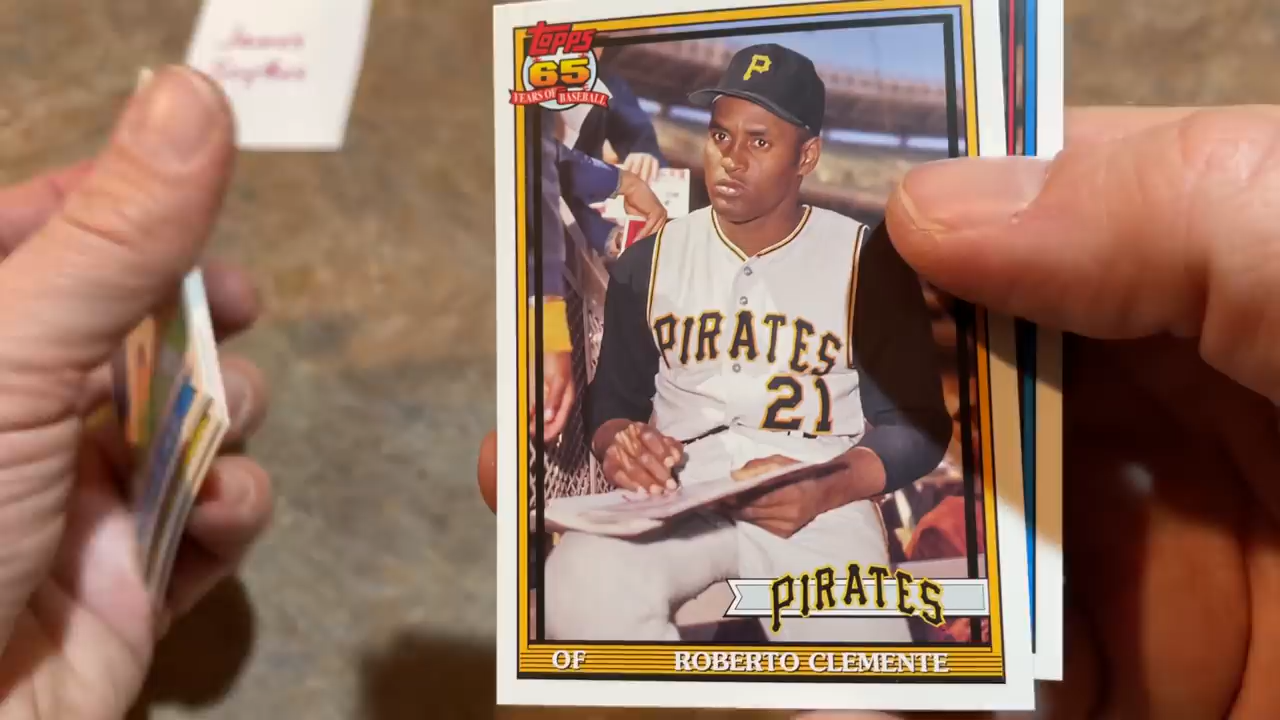 Topps
65
YEARS OF BASEBALL
P
PIRATES
21
PIRATES
OF ROBERTO CLEMENTE